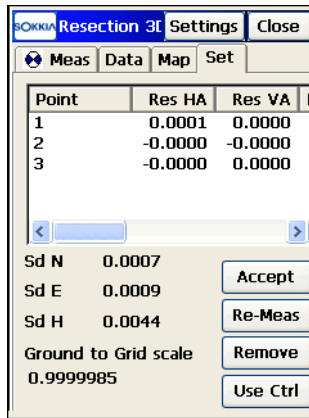 SOKKIA Resection 3D Settings Close
Meas Data Map Set
Point Res HA Res VA
1 0.0001 0.0000
2 -0.0000 -0.0000
3 -0.0000 0.0000
Sd N 0.0007
Accept
Sd E 0.0009
Sd H 0.0044
Re-Meas
Ground to Grid scale
Remove
0.9999985
Use Ctrl